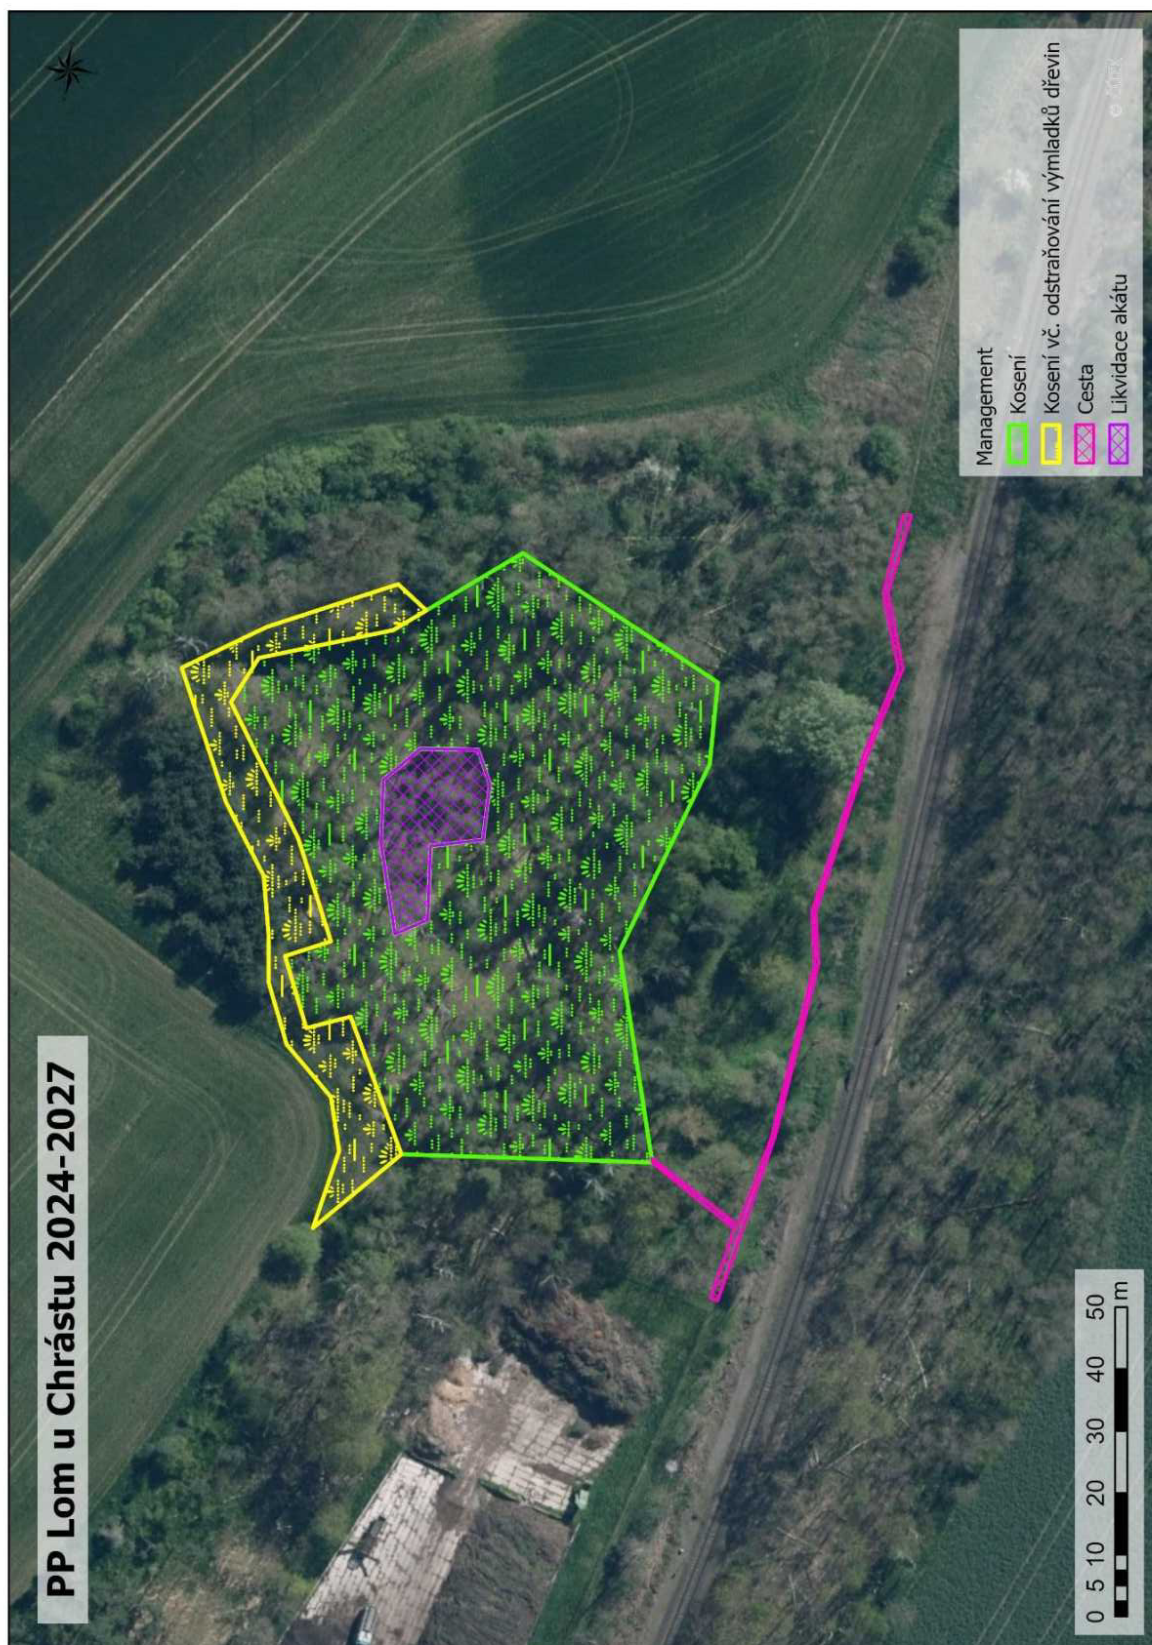 PP Lom u Chrástu 2024-2027
Management
Kosení
Kosení vč. odstraňování výmladků dřevin
Cesta
Likvidace akátu
© ČÚZK
0 5 10 20 30 40 50
m